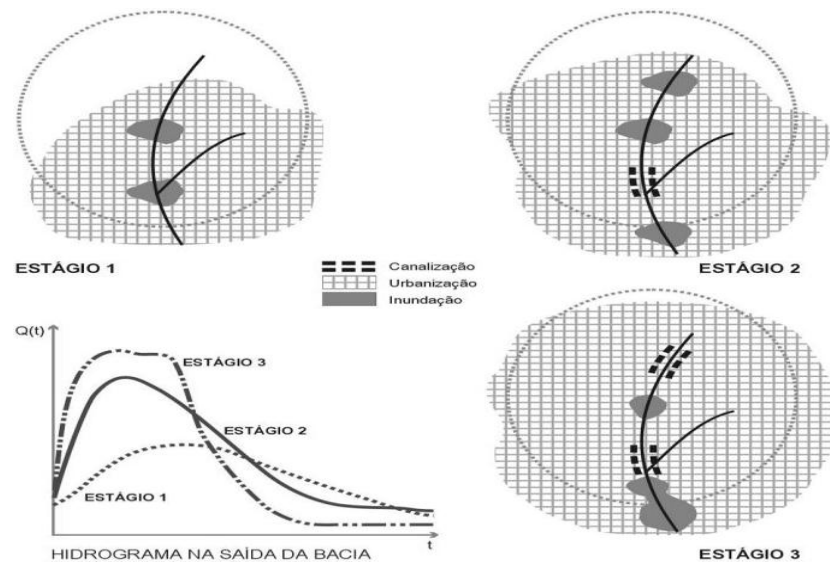 ESTÁGIO 1
ESTÁGIO 2
Canalização
Urbanização
Inundação
Q(t)
ESTÁGIO 3
ESTÁGIO 2
ESTÁGIO 1
t
HIDROGRAMA NA SAÍDA DA BACIA
ESTÁGIO 3